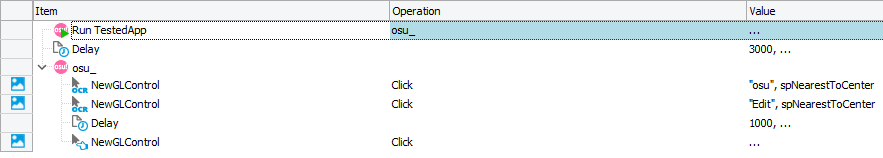 Item Operation Value
Run TestedApp osu_ ...
Delay 3000, ...
osu_
NewGLControl Click "osu", spNearestToCenter
NewGLControl Click "Edit", spNearestToCenter
Delay 1000, ...
NewGLControl Click ...